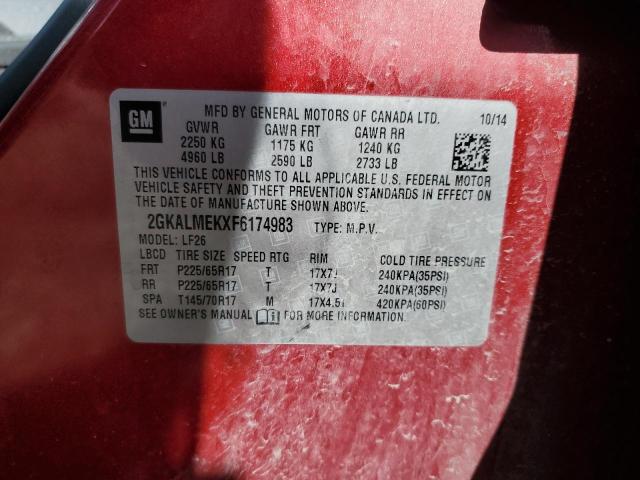 GM MFD BY GENERAL MOTORS OF CANADA LTD. 10/14
GVWR GAWR FRT GAWR RR
2250 KG 1175 KG 1240 KG
4960 LB 2590 LB 2733 LB
THIS VEHICLE CONFORMS TO ALL APPLICABLE U.S. FEDERAL MOTOR
VEHICLE SAFETY AND THEFT PREVENTION STANDARDS IN EFFECT ON
THE DATE OF MANUFACTURE SHOWN ABOVE.
2GKALMEKXF6174983 TYPE: M.P.V.
MODEL: LF26
LBCD TIRE SIZE SPEED RTG RIM COLD TIRE PRESSURE
FRT P225/65R17 T 17X7J 240KPA(35PSI)
RR P225/65R17 T 17X7J 240KPA(35PSI)
SPA T145/70R17 M 17X4.5T 420KPA(60PSI)
SEE OWNER'S MANUAL FOR MORE INFORMATION.